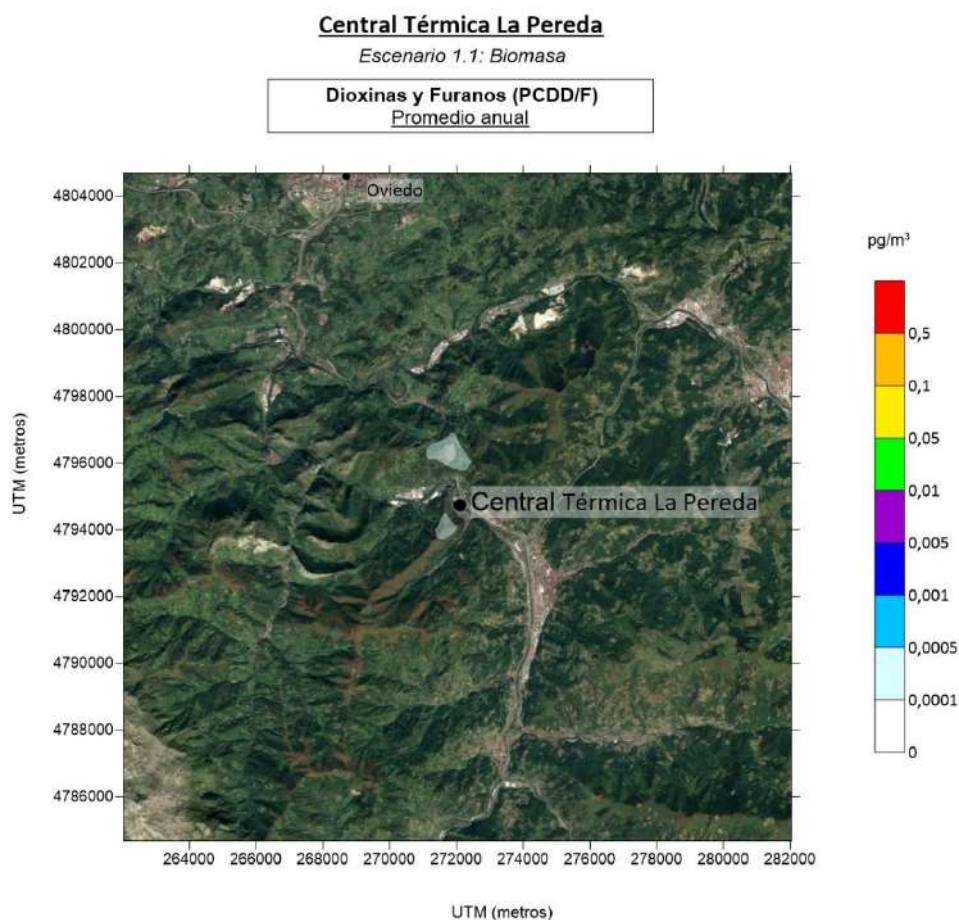 Central Térmica La Pereda
Escenario 1.1: Biomasa
Dioxinas y Furanos (PCDD/F)
Promedio anual
Oviedo
Central Térmica La Pereda
UTM (metros)
4804000
4802000
4800000
4798000
4796000
4794000
4792000
4790000
4788000
4786000
264000 266000 268000 270000 272000 274000 276000 278000 280000 282000
UTM (metros)
pg/m³
0,5
0,1
0,05
0,01
0,005
0,001
0,0005
0,0001
0